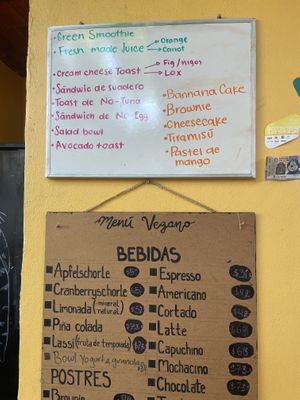 Green Smoothie
Fresh made Juice
Orange
Carrot
Cream cheese Toast
Fig/higos
Lox
Sándwic de suadero
Toast de No-Tuna
Sándwich de No-Egg
Salad bowl
Avocado toast
Bannana Cake
Brownie
Cheesecake
Tiramisú
Pastel de mango
Menú Vegano
BEBIDAS
Apfelschorle
Cranberryschorle
Limonada (mineral natural)
Piña colada
Lassi (fruta de temporada)
Bowl Yogurt & granola
POSTRES
Brownie
Espresso
Americano
Cortado
Latte
Capuchino
Mochacino
Chocolate